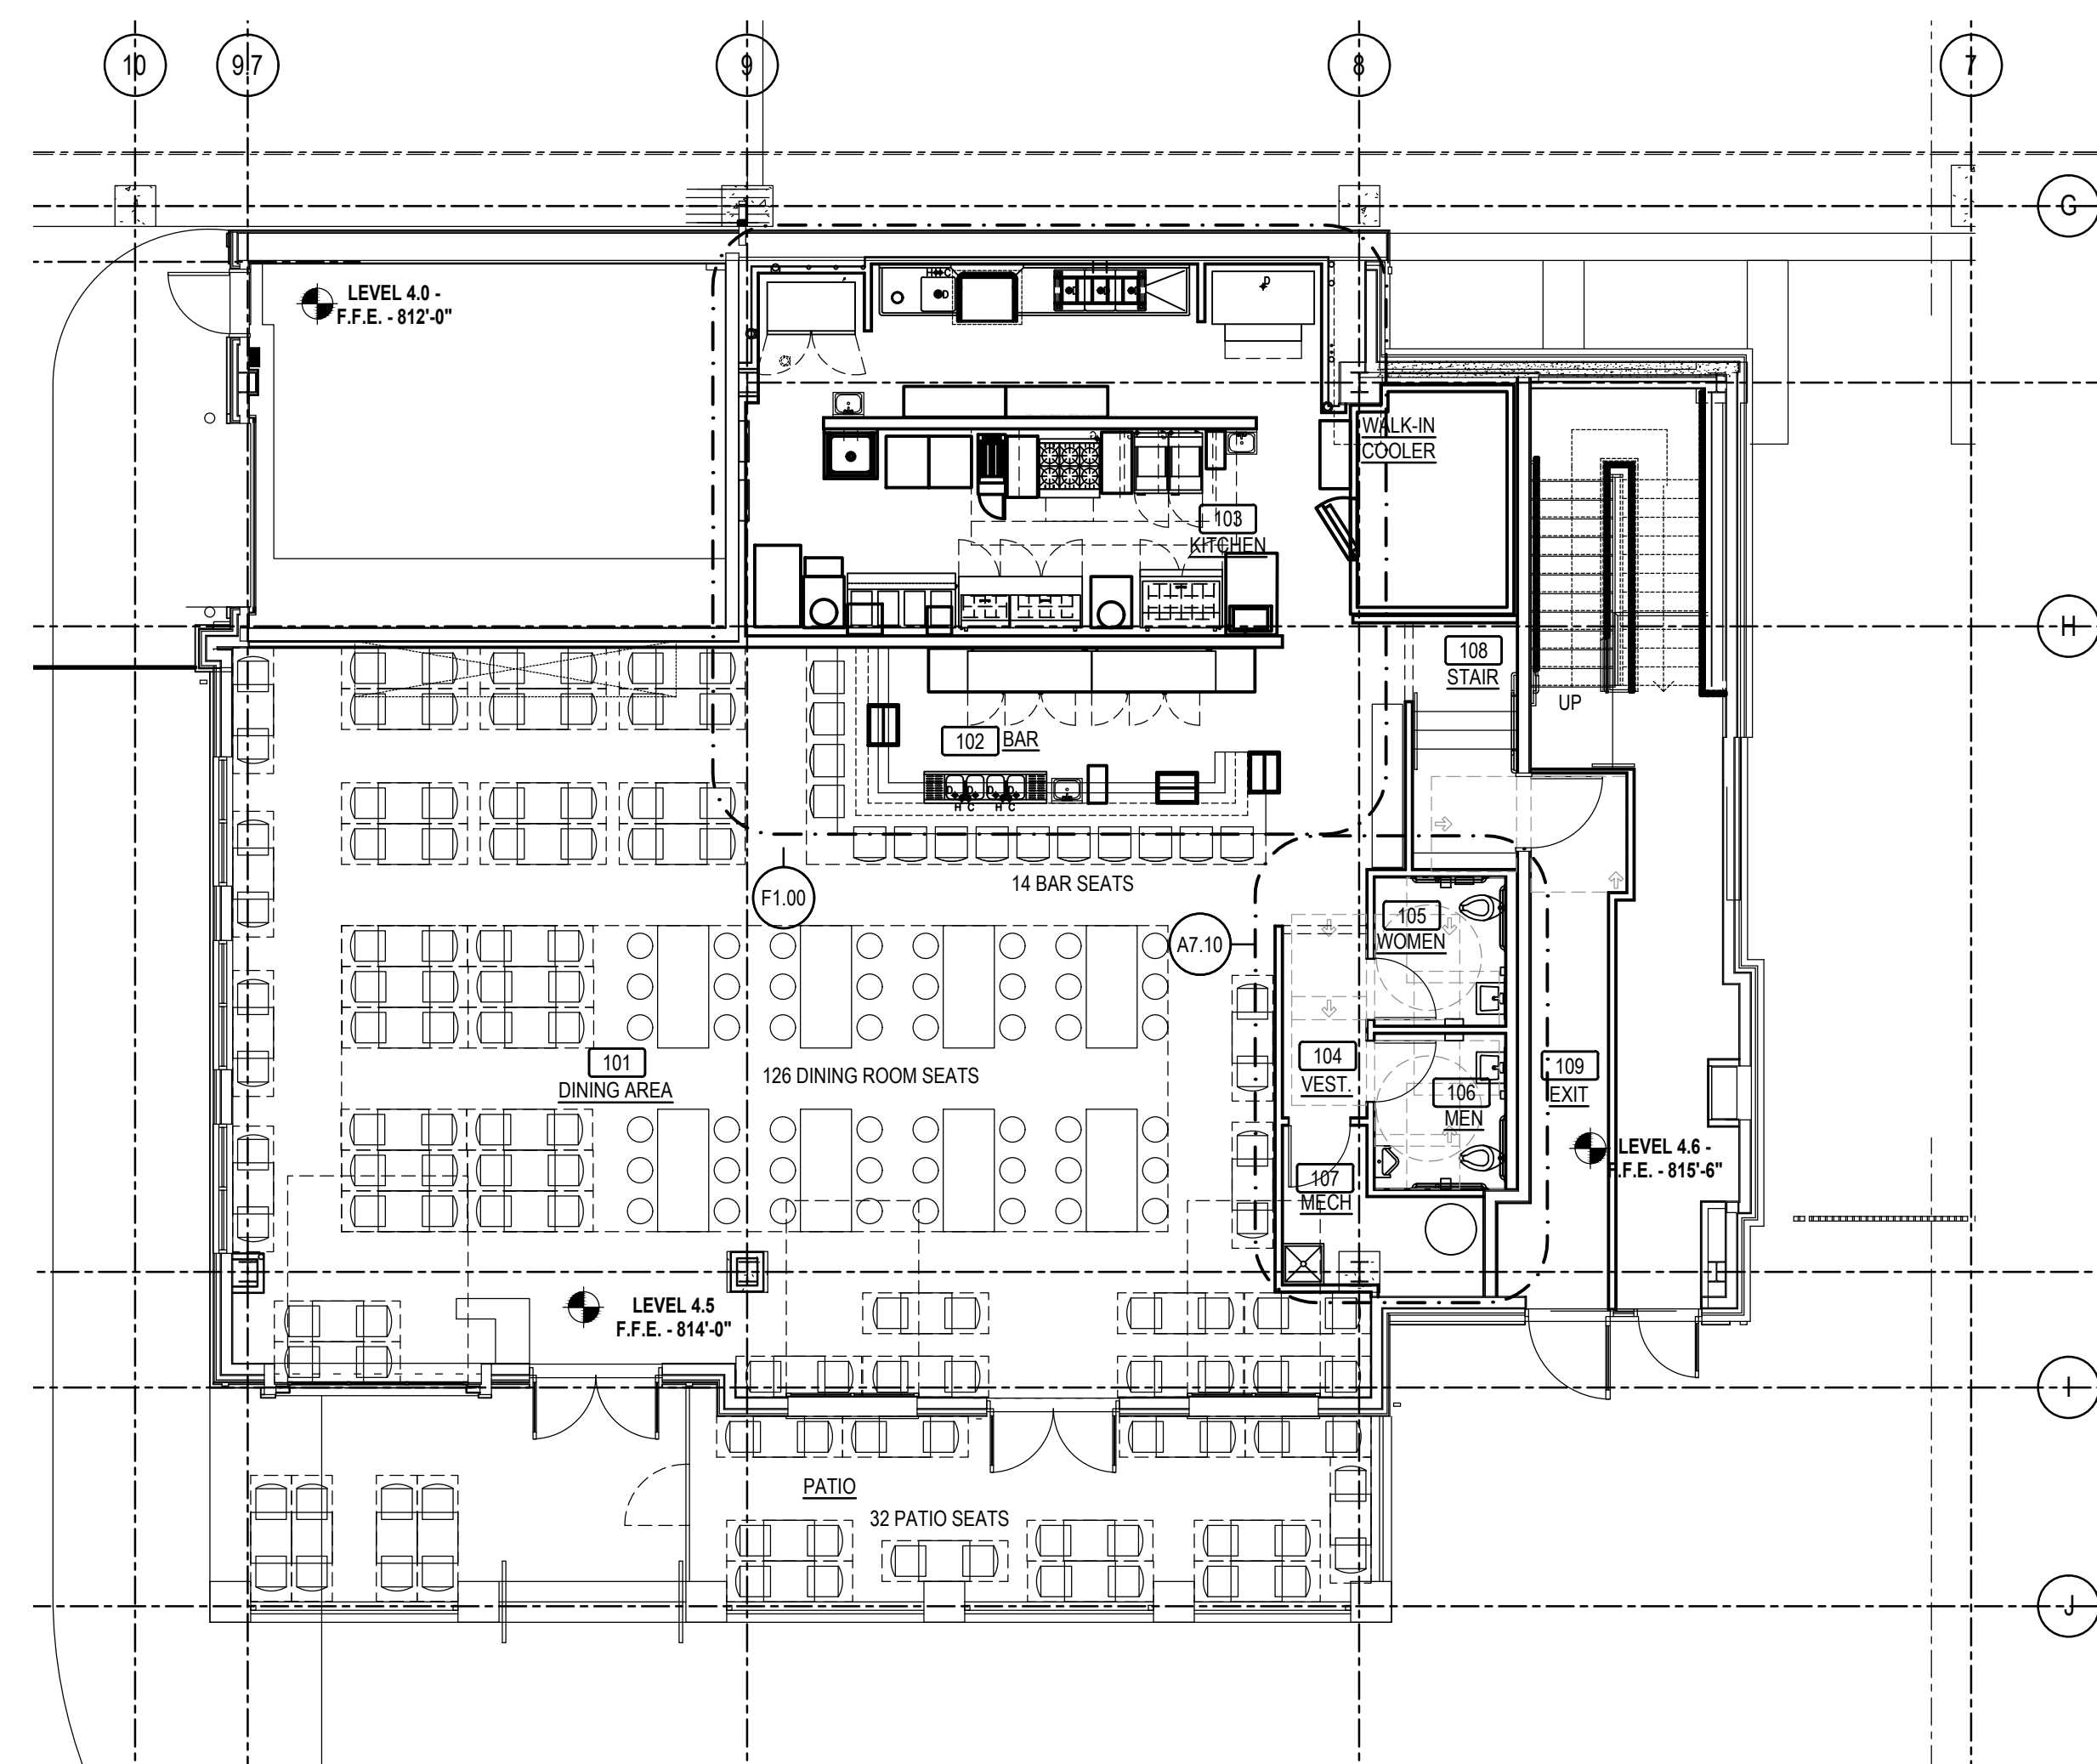 10
9.7
9
8
7
G
LEVEL 4.0 -
F.F.E. - 812'-0"
H C
D
D
D D D
WALK-IN
COOLER
103
KITCHEN
H
108
STAIR
UP
102 BAR
D D D D
H C H C
14 BAR SEATS
F1.00
105
WOMEN
A7.10
101
DINING AREA
126 DINING ROOM SEATS
104
VEST.
106
MEN
109
EXIT
LEVEL 4.6 -
F.F.E. - 815'-6"
107
MECH
LEVEL 4.5
F.F.E. - 814'-0"
I
PATIO
32 PATIO SEATS
J